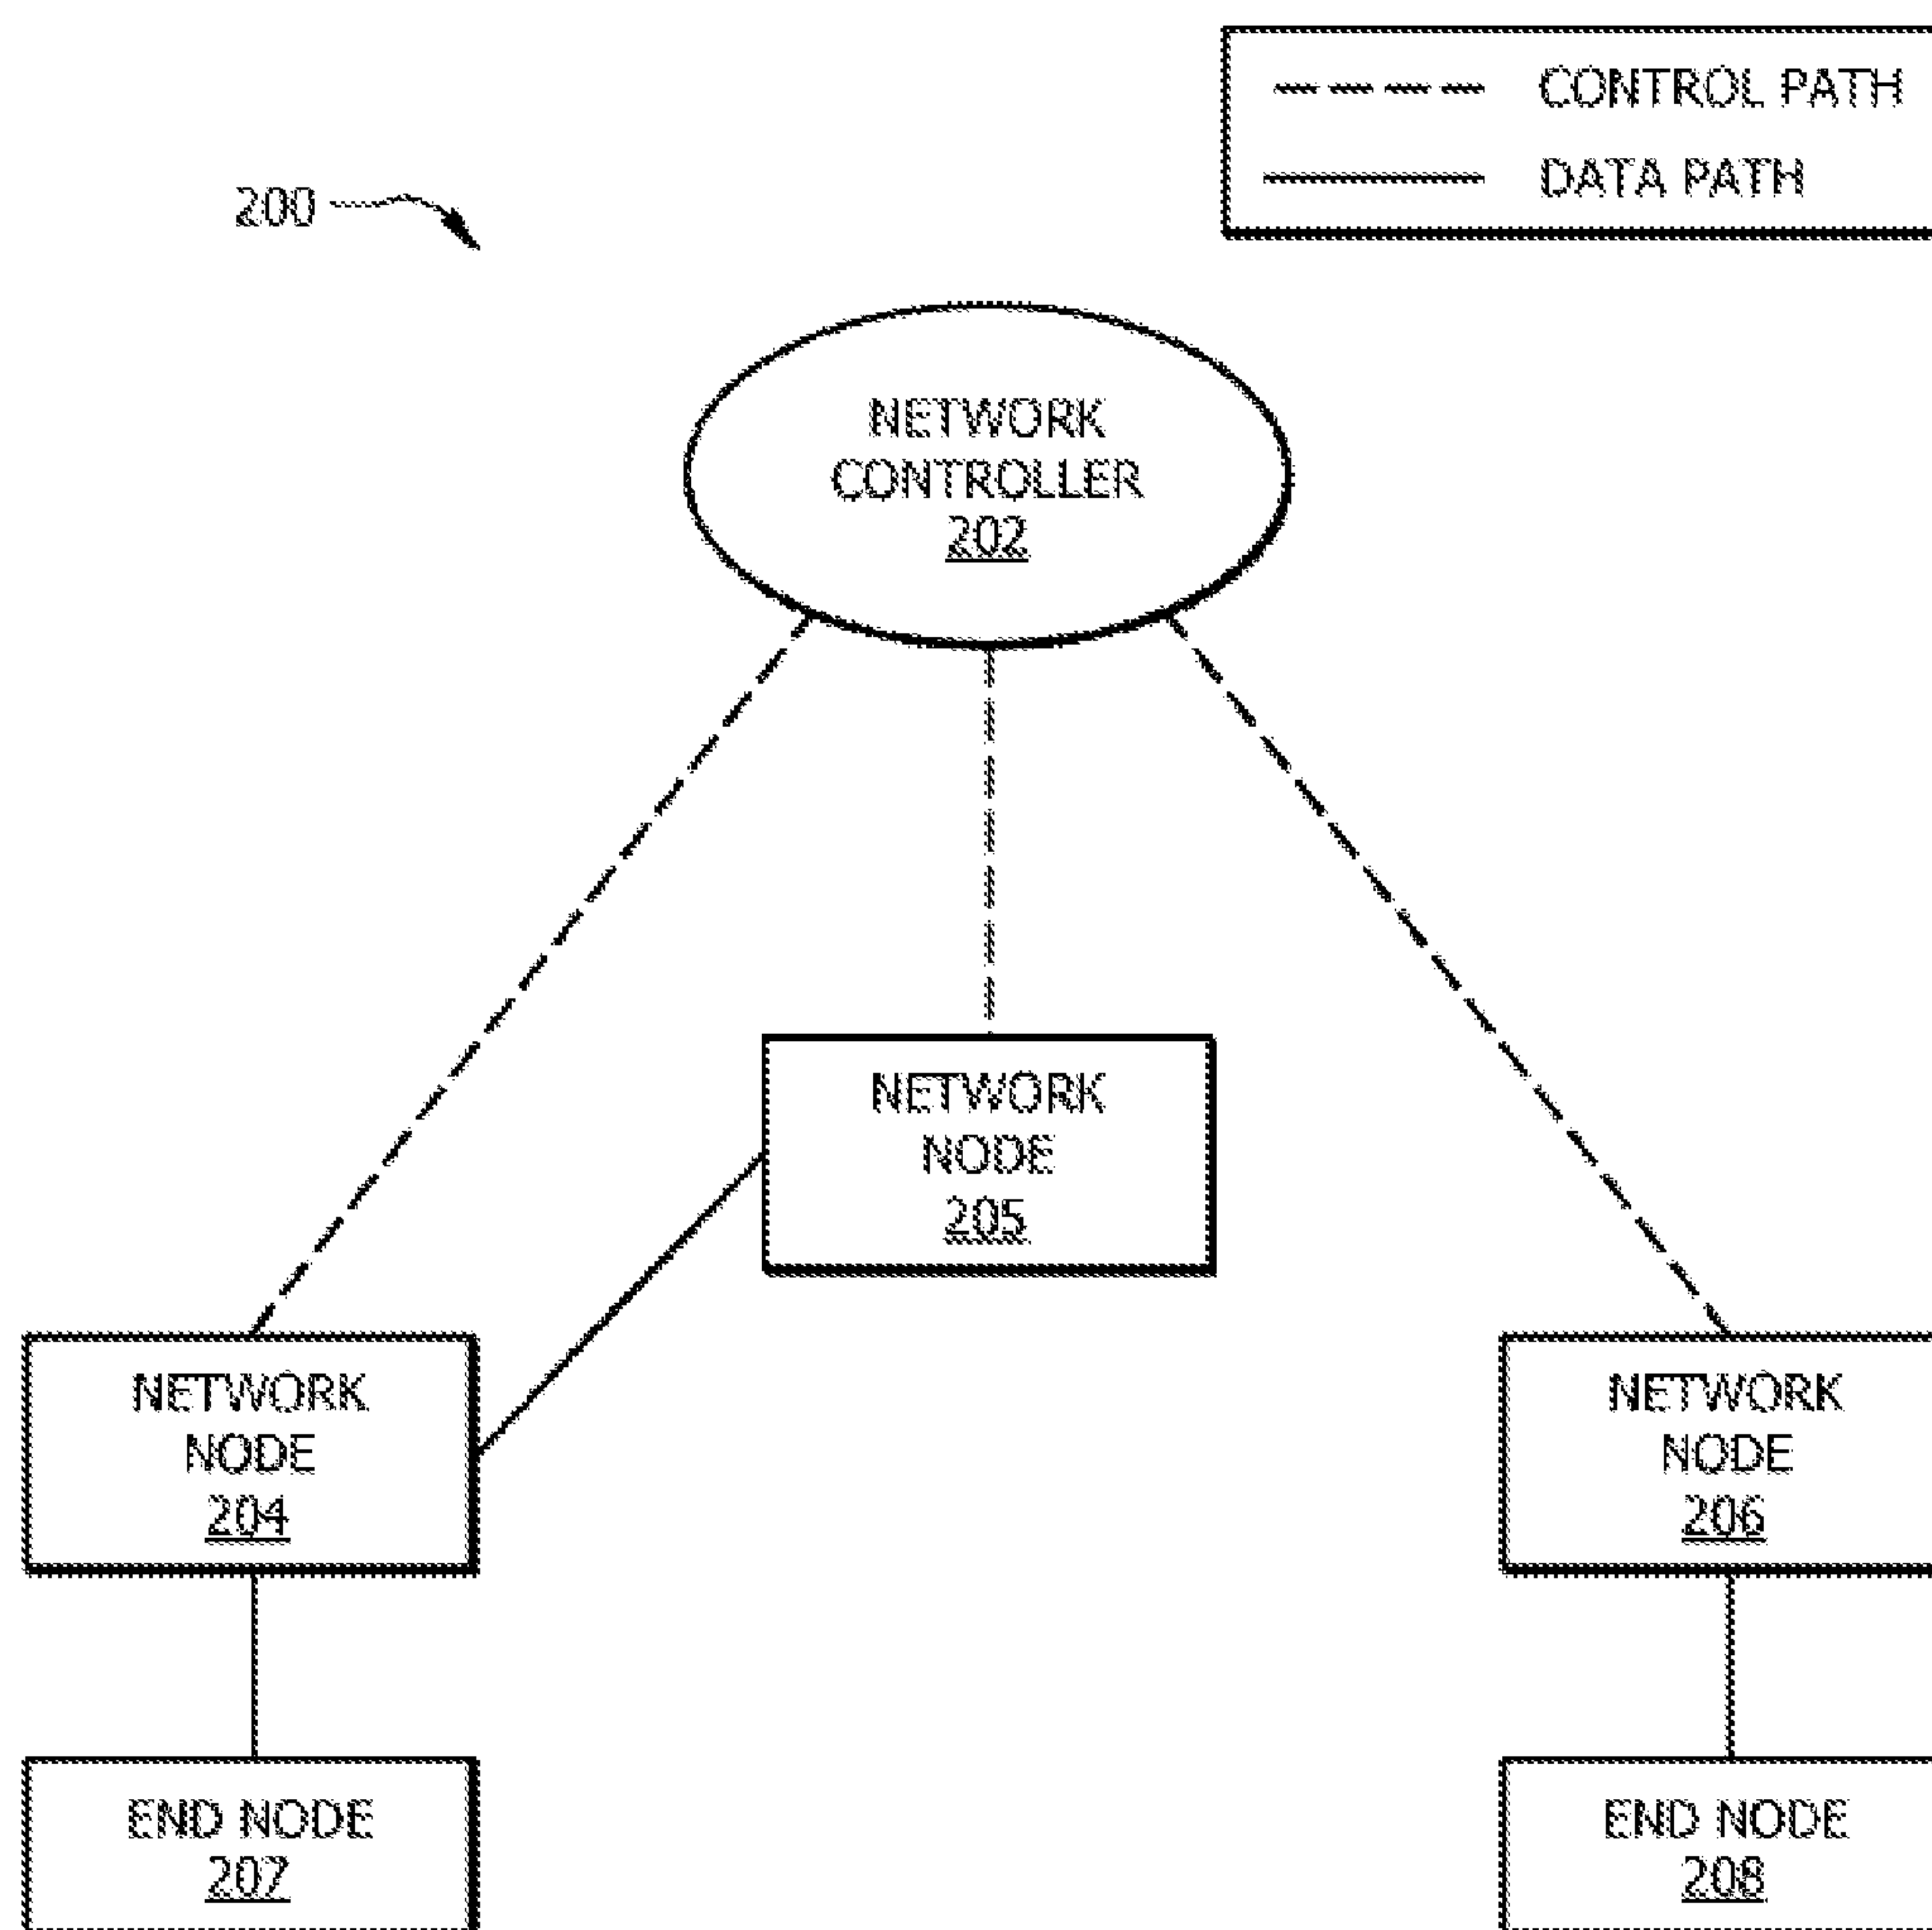 CONTROL PATH
DATA PATH
200
NETWORK
CONTROLLER
202
NETWORK
NODE
205
NETWORK
NODE
204
NETWORK
NODE
206
END NODE
207
END NODE
208